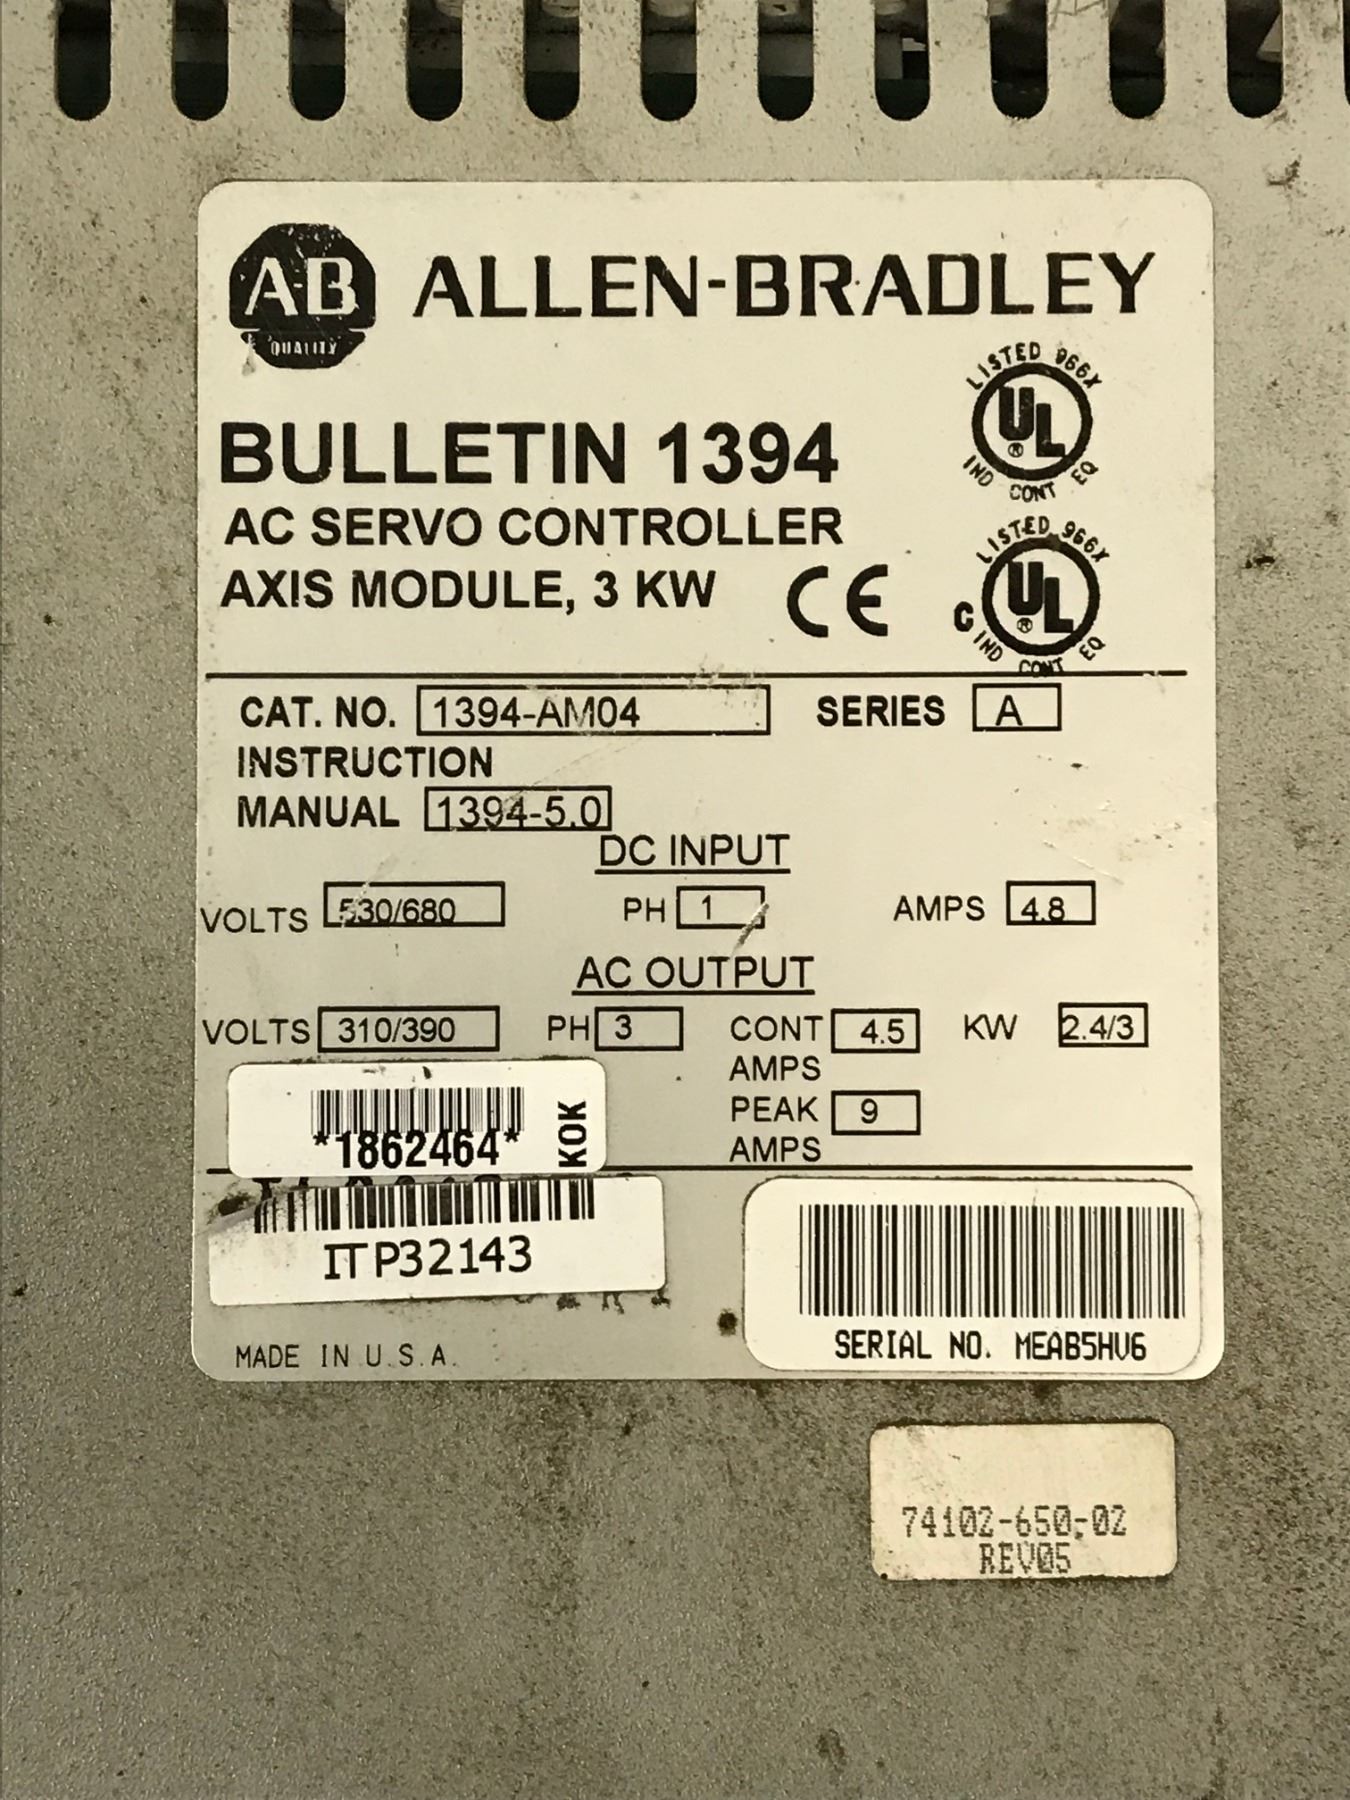 AB
QUALITY
ALLEN-BRADLEY
LISTED 966X
UL
®
IND CONT EQ
BULLETIN 1394
AC SERVO CONTROLLER
AXIS MODULE, 3 KW
CE
LISTED 966X
C UL
®
IND CONT EQ
CAT. NO. 1394-AM04 SERIES A
INSTRUCTION
MANUAL 1394-5.0
DC INPUT
VOLTS 530/680 PH 1 AMPS 4.8
AC OUTPUT
VOLTS 310/390 PH 3 CONT 4.5 KW 2.4/3
AMPS
PEAK 9
AMPS
*1862464* KOK
ITP32143
SERIAL NO. MEAB5HV6
MADE IN U.S.A.
74102-650-02
REV05